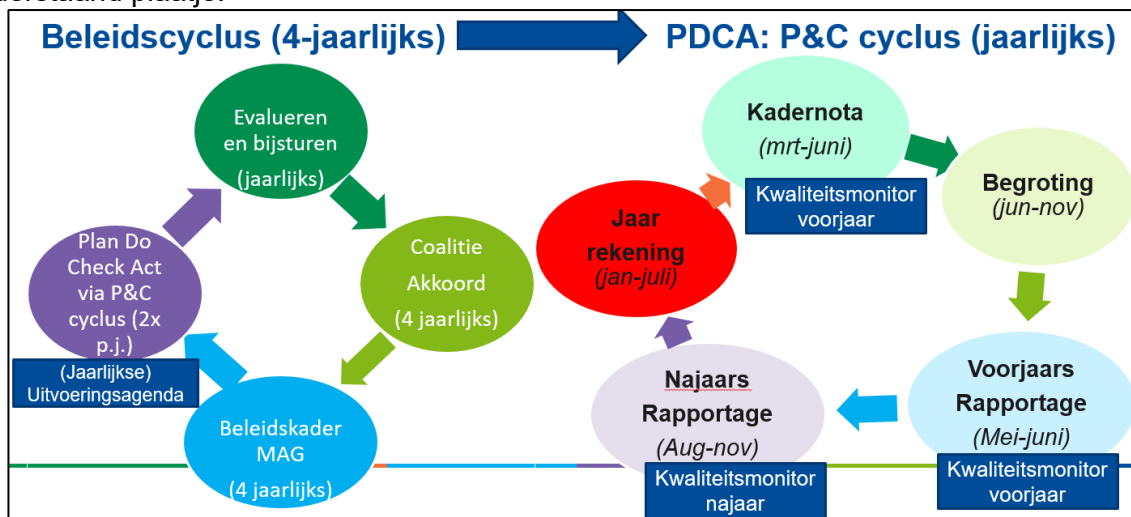 Beleidscyclus (4-jaarlijks)
PDCA: P&C cyclus (jaarlijks)
Evalueren
en bijsturen
(jaarlijks)
Coalitie
Akkoord
(4 jaarlijks)
Beleidskader
MAG
(4 jaarlijks)
Plan Do
Check Act
via P&C
cyclus (2x
p.j.)
(Jaarlijkse)
Uitvoeringsagenda
Kadernota
(mrt-juni)
Kwaliteitsmonitor
voorjaar
Begroting
(jun-nov)
Voorjaars
Rapportage
(Mei-juni)
Kwaliteitsmonitor
voorjaar
Najaars
Rapportage
(Aug-nov)
Kwaliteitsmonitor
najaar
Jaar
rekening
(jan-juli)